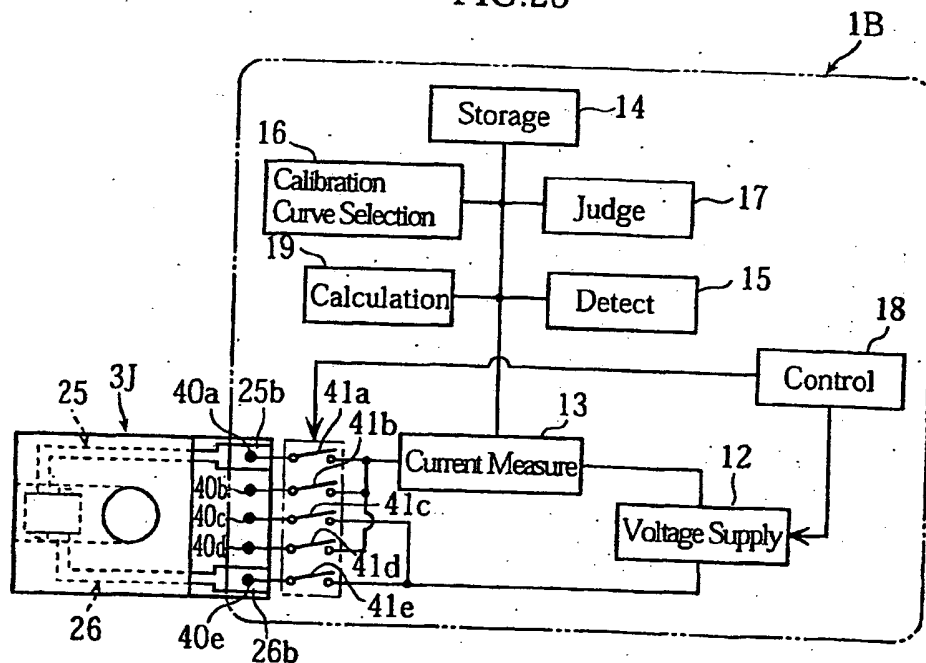 1B
Storage
14
16
Calibration
Curve Selection
Judge
17
19
Calculation
Detect
15
18
Control
3J
25
40a
25b
41a
41b
13
Current Measure
12
Voltage Supply
40b
40c
41c
40d
41d
26
40e
26b
41e